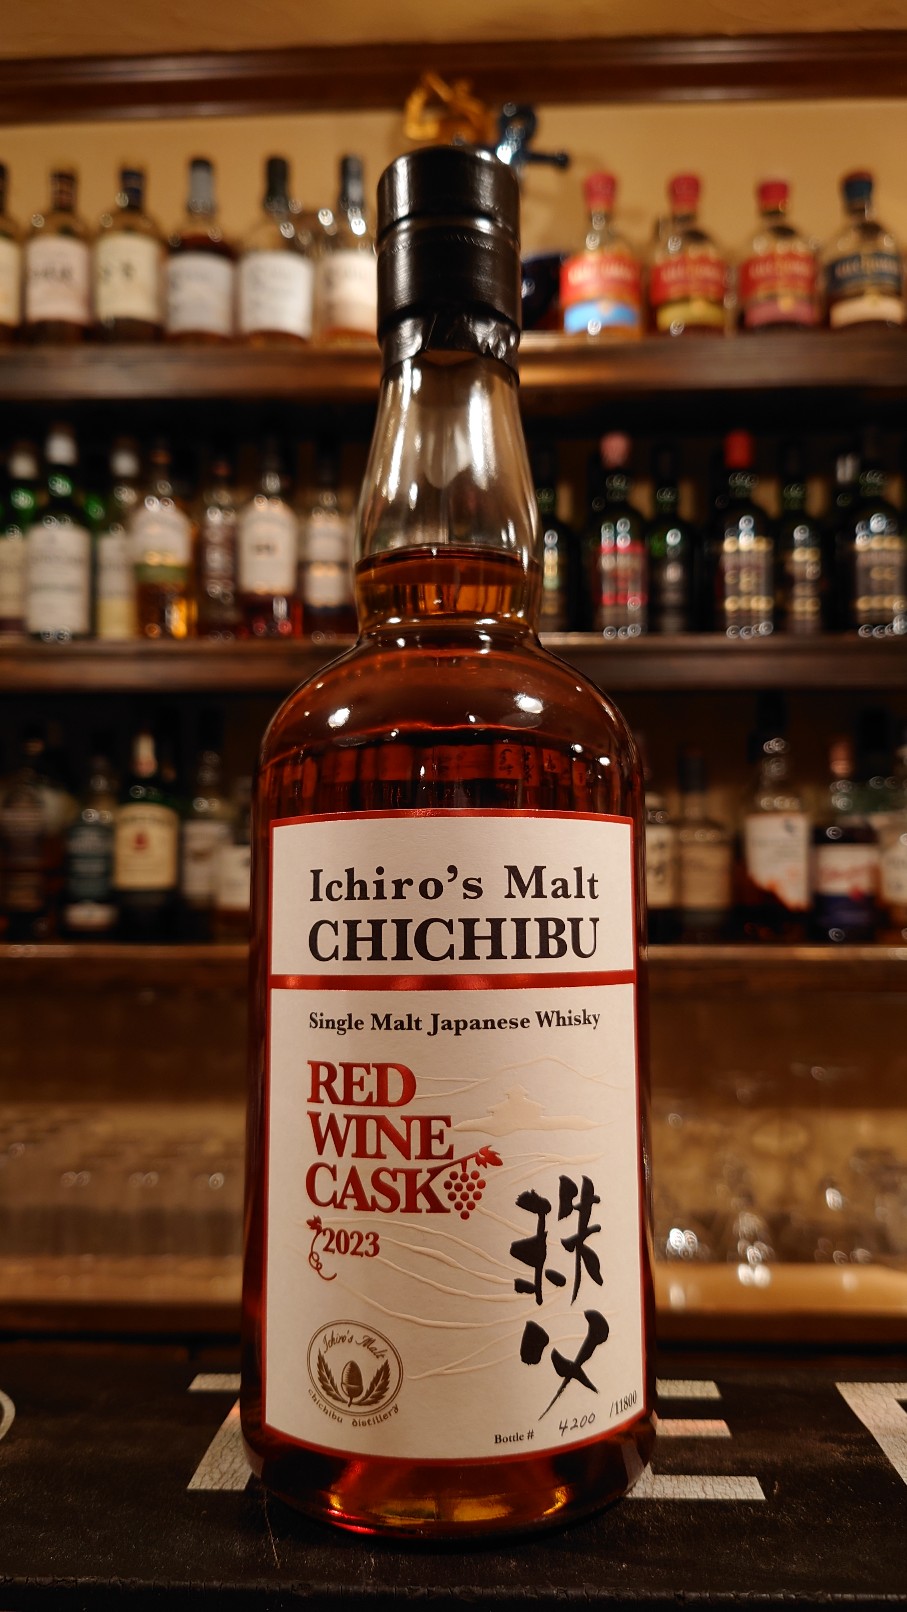 Ichiro's Malt
CHICHIBU
Single Malt Japanese Whisky
RED
WINE
CASK
2023
秩父
Ichiro's Malt
chichibu distillery
Bottle # 4200 /11800